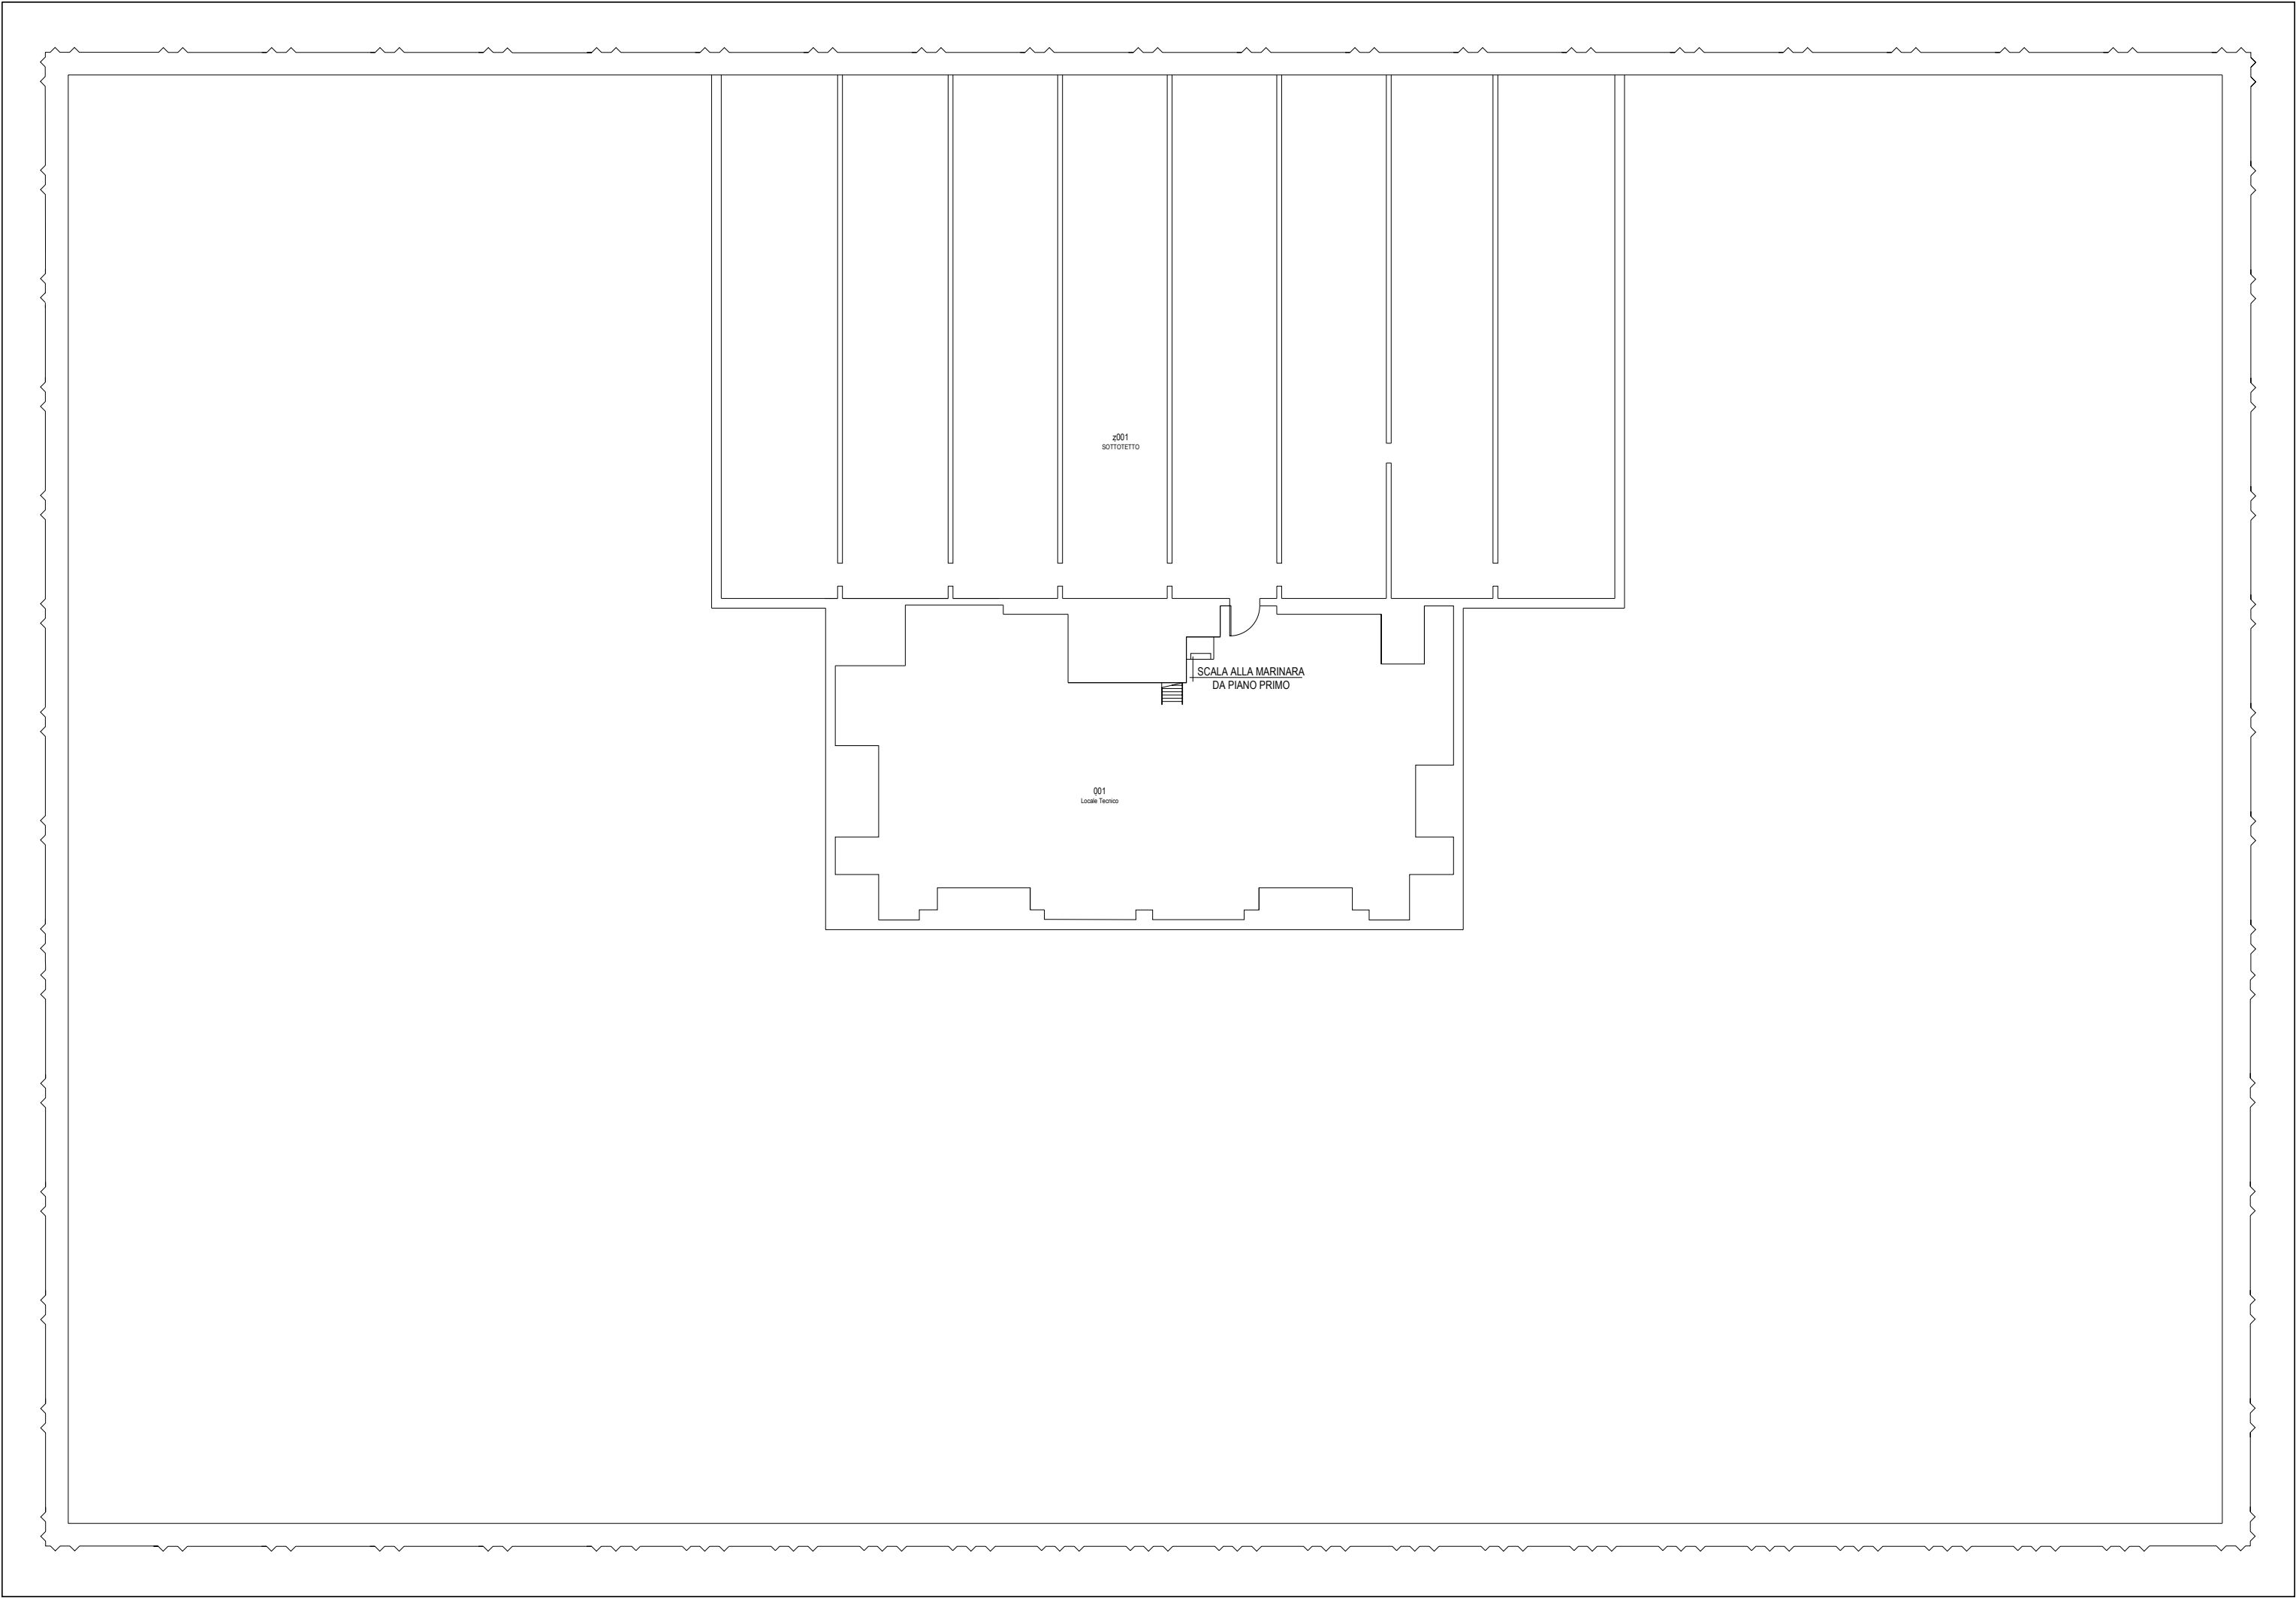 z001
SOTTOTETTO
SCALA ALLA MARINARA
DA PIANO PRIMO
001
Locale Tecnico